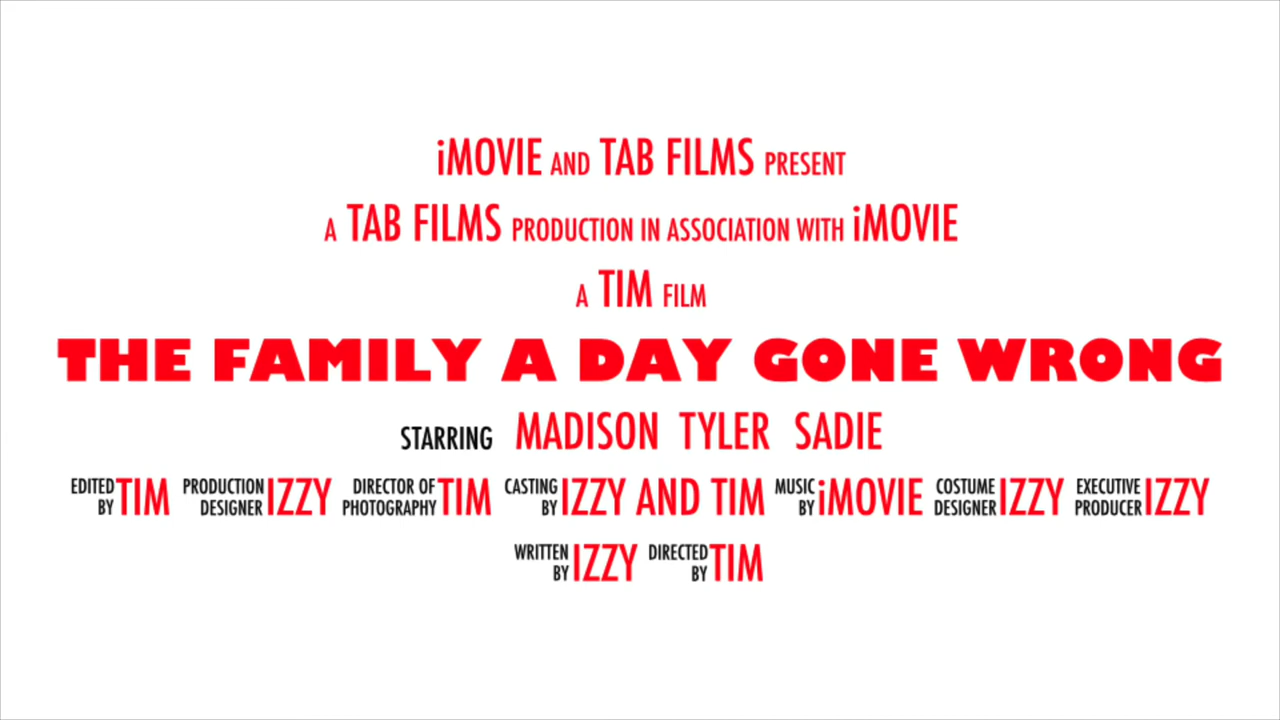 iMOVIE AND TAB FILMS PRESENT
A TAB FILMS PRODUCTION IN ASSOCIATION WITH iMOVIE
A TIM FILM
THE FAMILY A DAY GONE WRONG
STARRING MADISON TYLER SADIE
EDITED BY TIM PRODUCTION DESIGNER IZZY DIRECTOR OF PHOTOGRAPHY TIM CASTING BY IZZY AND TIM MUSIC BY iMOVIE COSTUME DESIGNER IZZY EXECUTIVE PRODUCER IZZY
WRITTEN BY IZZY DIRECTED BY TIM